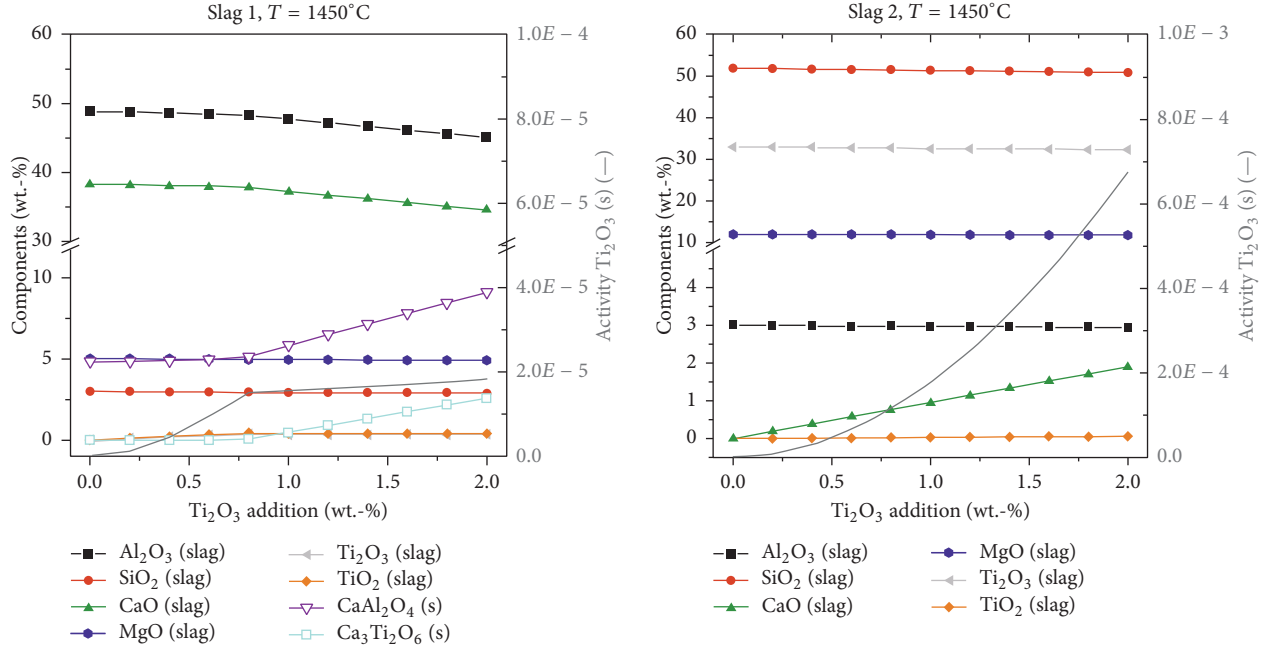 Slag 1, T = 1450°C
60
50
40
30
10
5
0
Components (wt.-%)
1.0E − 4
8.0E − 5
6.0E − 5
4.0E − 5
2.0E − 5
0.0
Activity Ti₂O₃ (s) (—)
0.0 0.5 1.0 1.5 2.0
Ti₂O₃ addition (wt.-%)
Al₂O₃ (slag)
SiO₂ (slag)
CaO (slag)
MgO (slag)
Ti₂O₃ (slag)
TiO₂ (slag)
CaAl₂O₄ (s)
Ca₃Ti₂O₆ (s)
Slag 2, T = 1450°C
60
50
40
30
20
10
4
3
2
1
0
Components (wt.-%)
1.0E − 3
8.0E − 4
6.0E − 4
4.0E − 4
2.0E − 4
0.0
Activity Ti₂O₃ (s) (—)
0.0 0.5 1.0 1.5 2.0
Ti₂O₃ addition (wt.-%)
Al₂O₃ (slag)
SiO₂ (slag)
CaO (slag)
MgO (slag)
Ti₂O₃ (slag)
TiO₂ (slag)